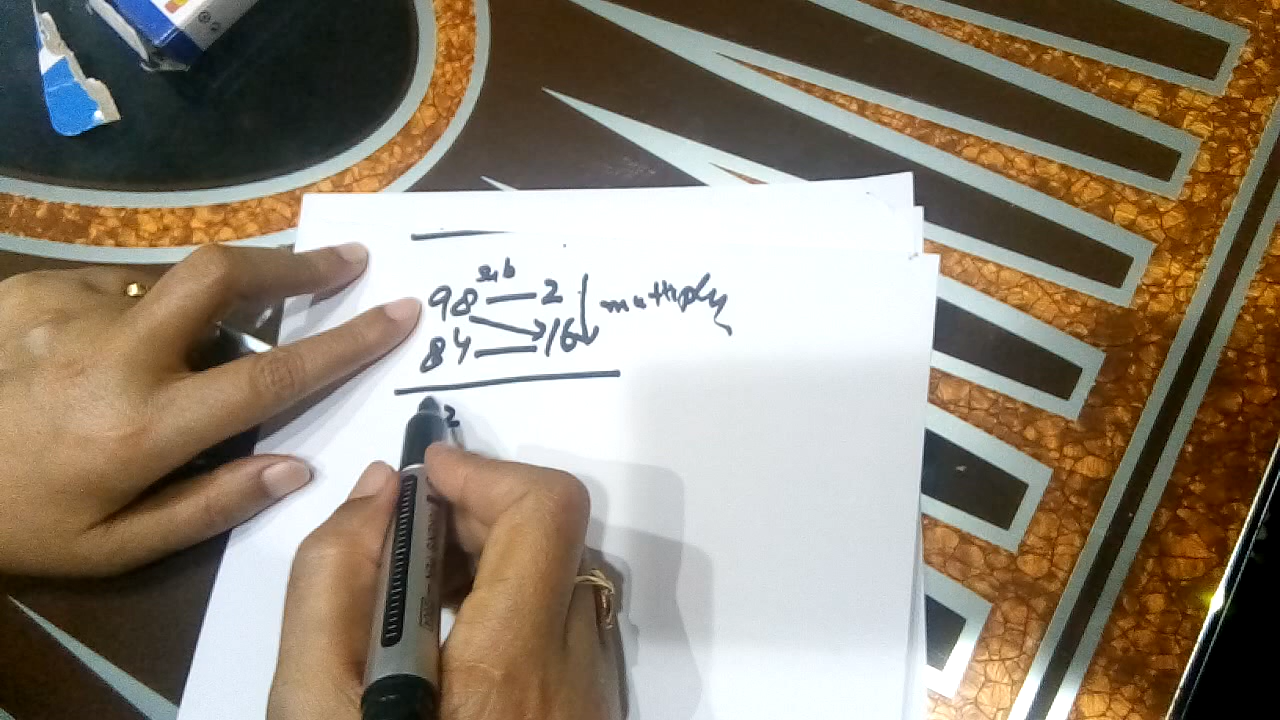 sub
98 — 2 multiply
84 — 16
2